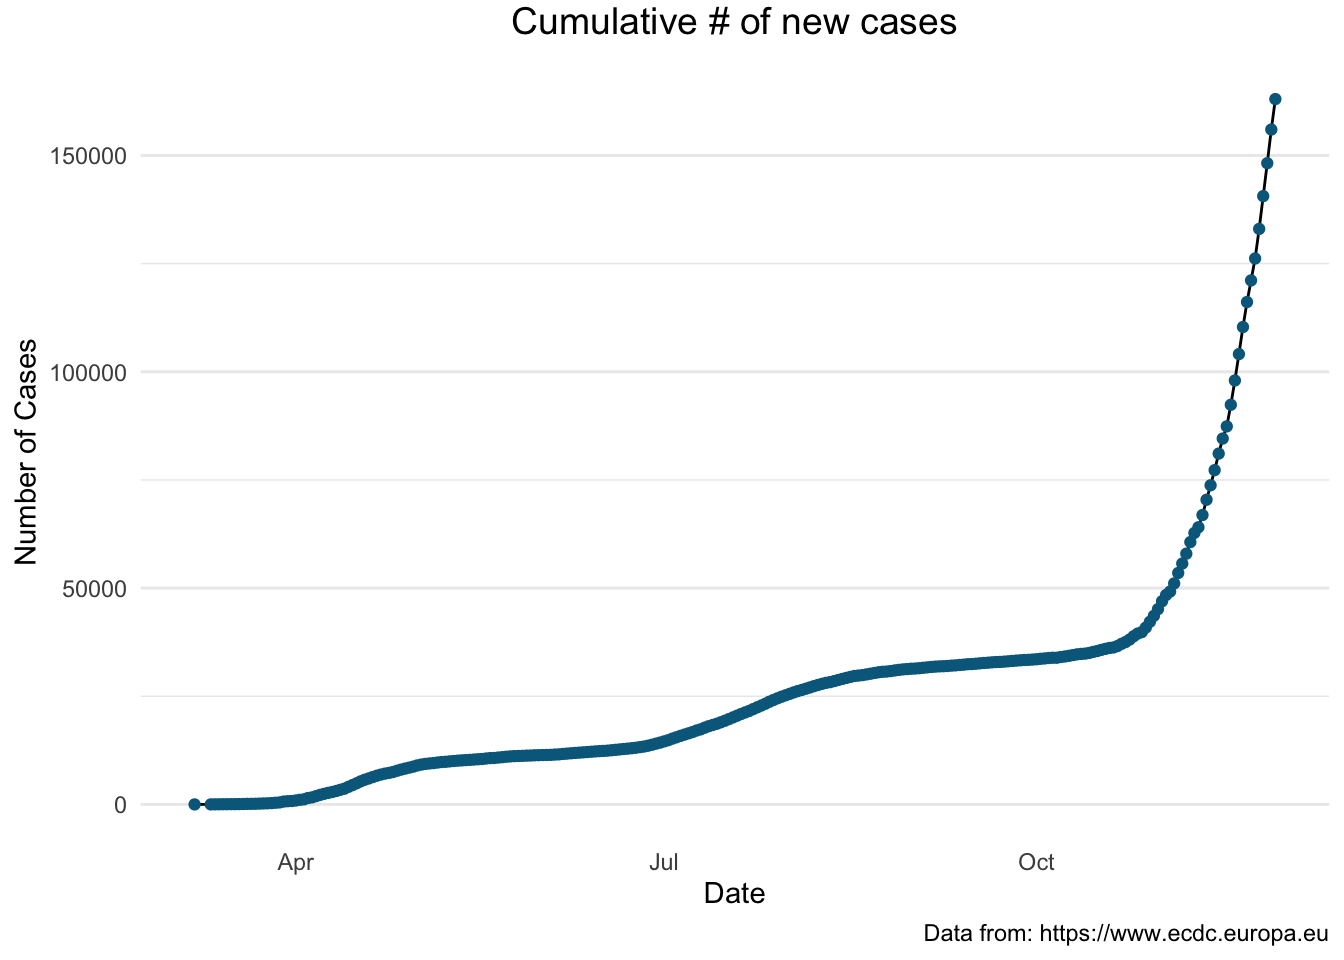 Cumulative # of new cases
Number of Cases
150000
100000
50000
0
Apr Jul Oct
Date
Data from: https://www.ecdc.europa.eu